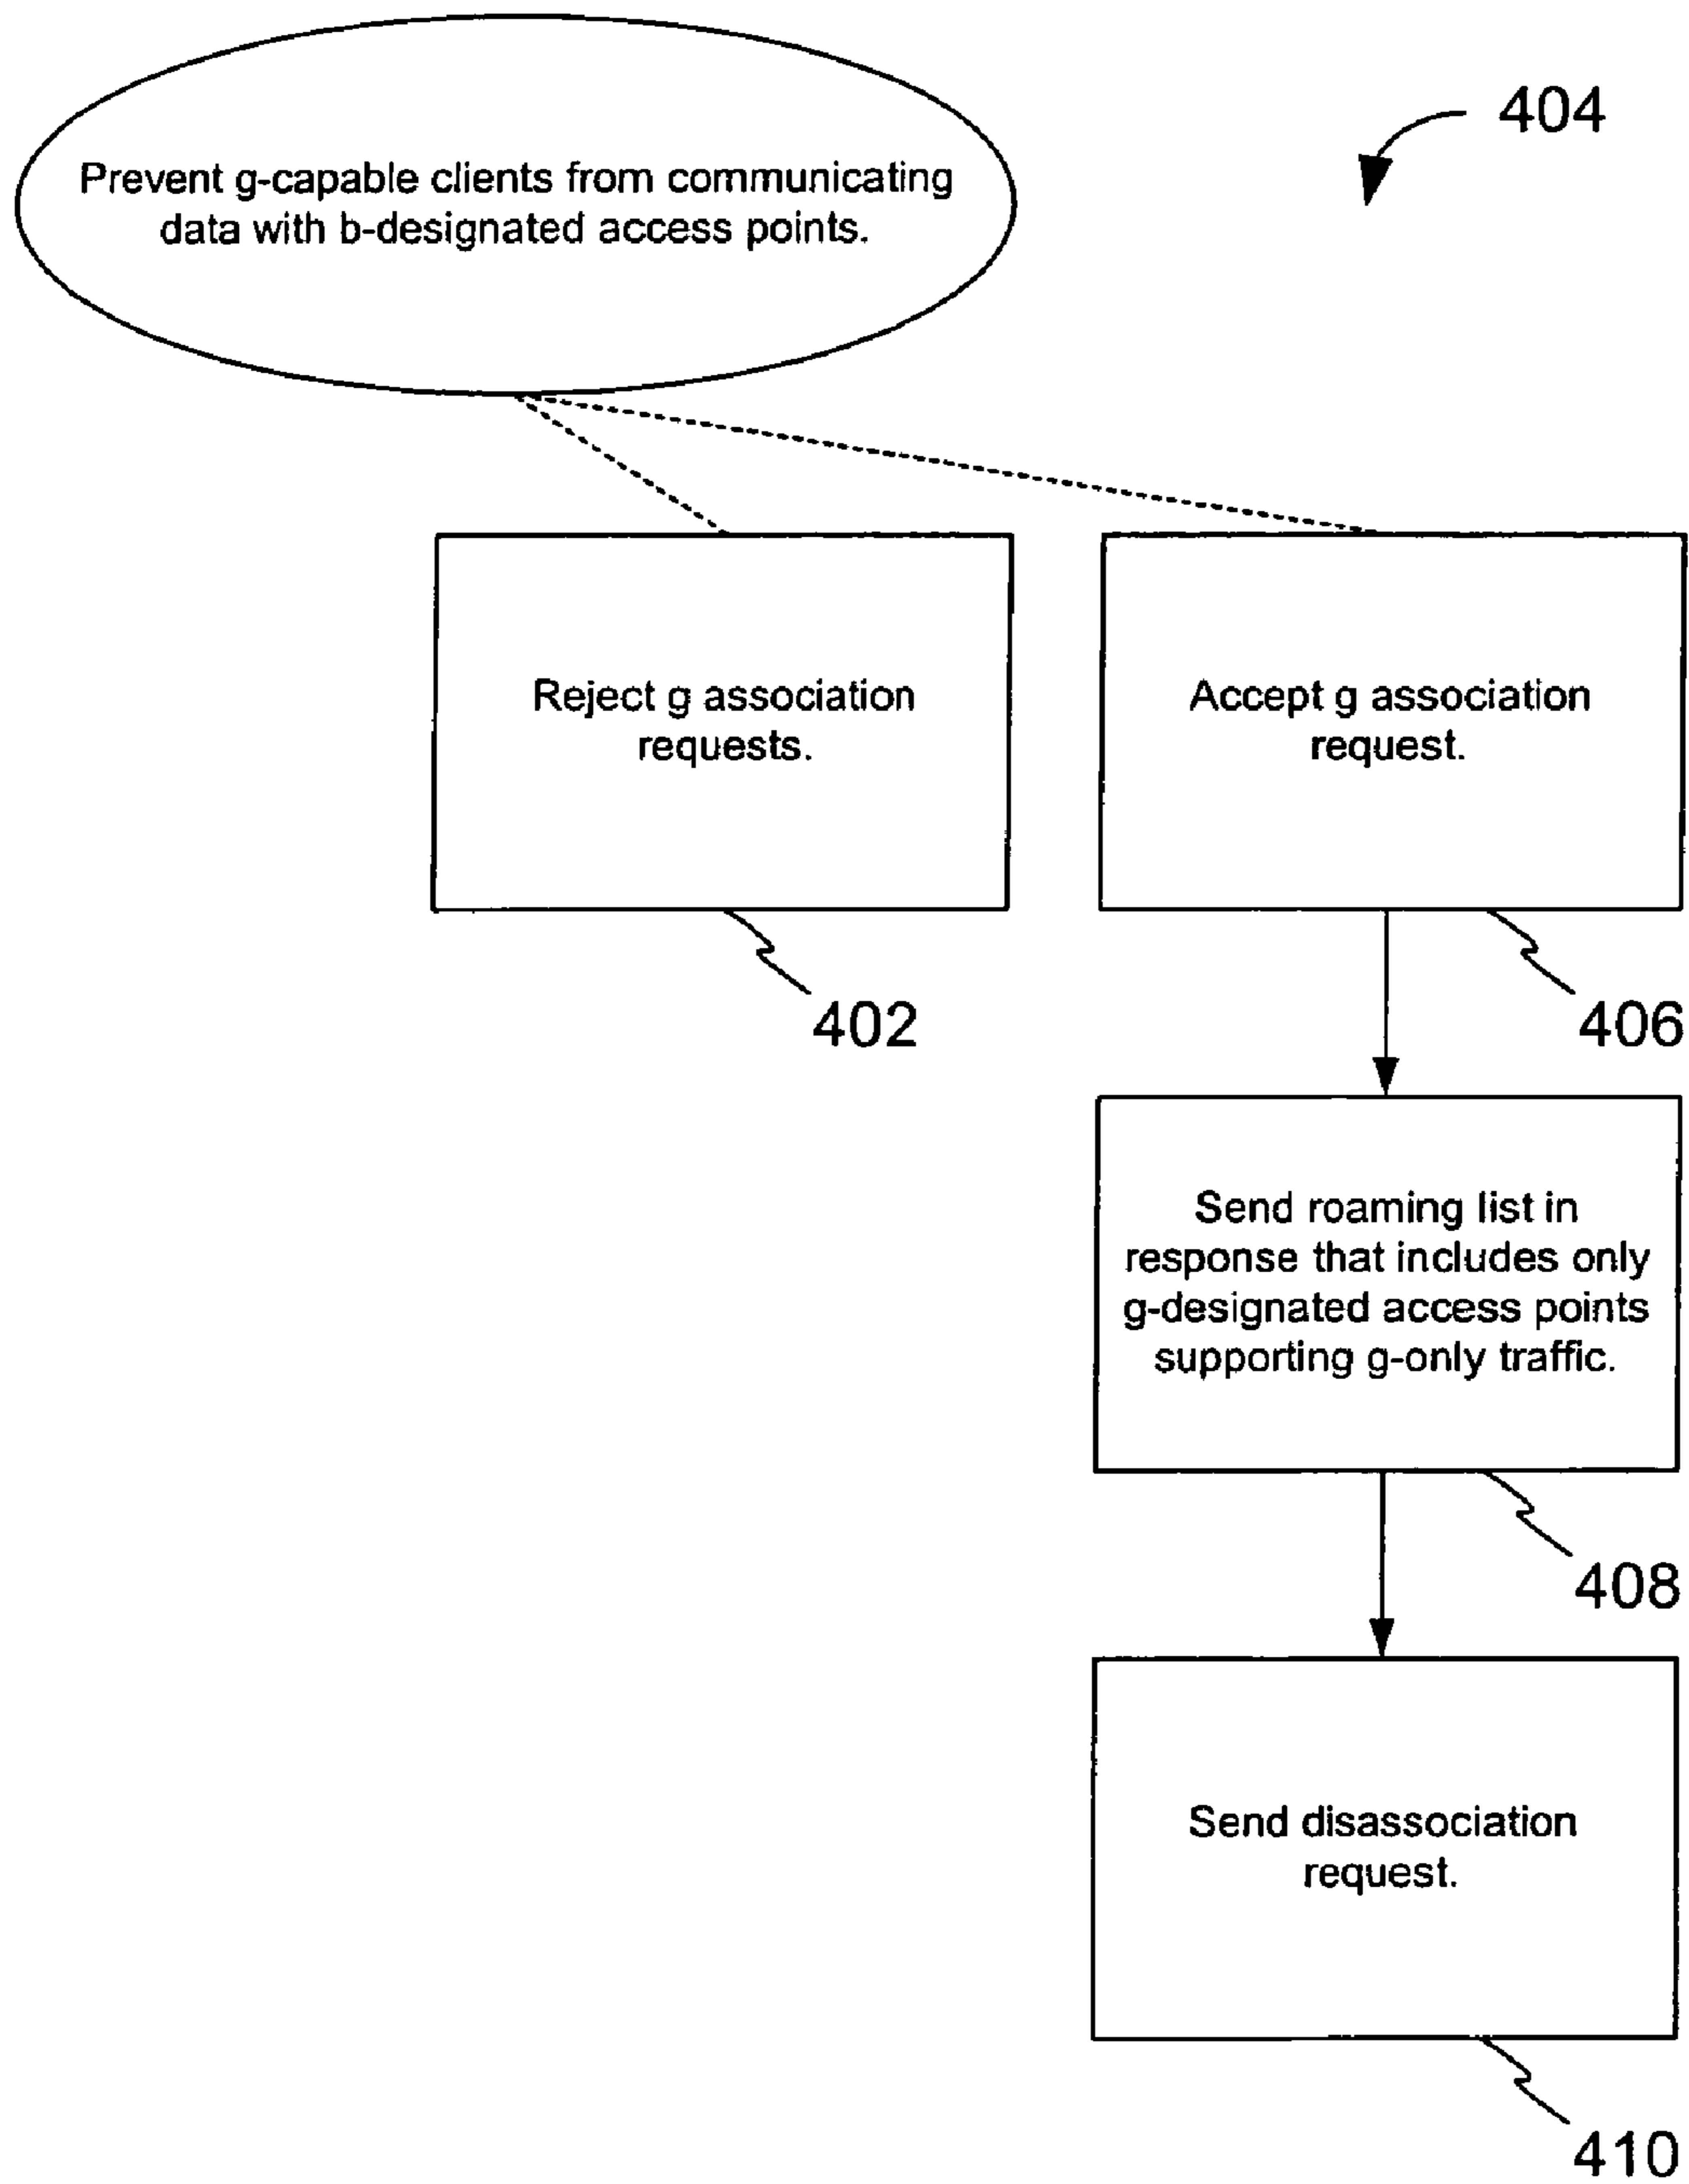 404
Prevent g-capable clients from communicating
data with b-designated access points.
Reject g association
requests.
Accept g association
request.
402
406
Send roaming list in
response that includes only
g-designated access points
supporting g-only traffic.
408
Send disassociation
request.
410